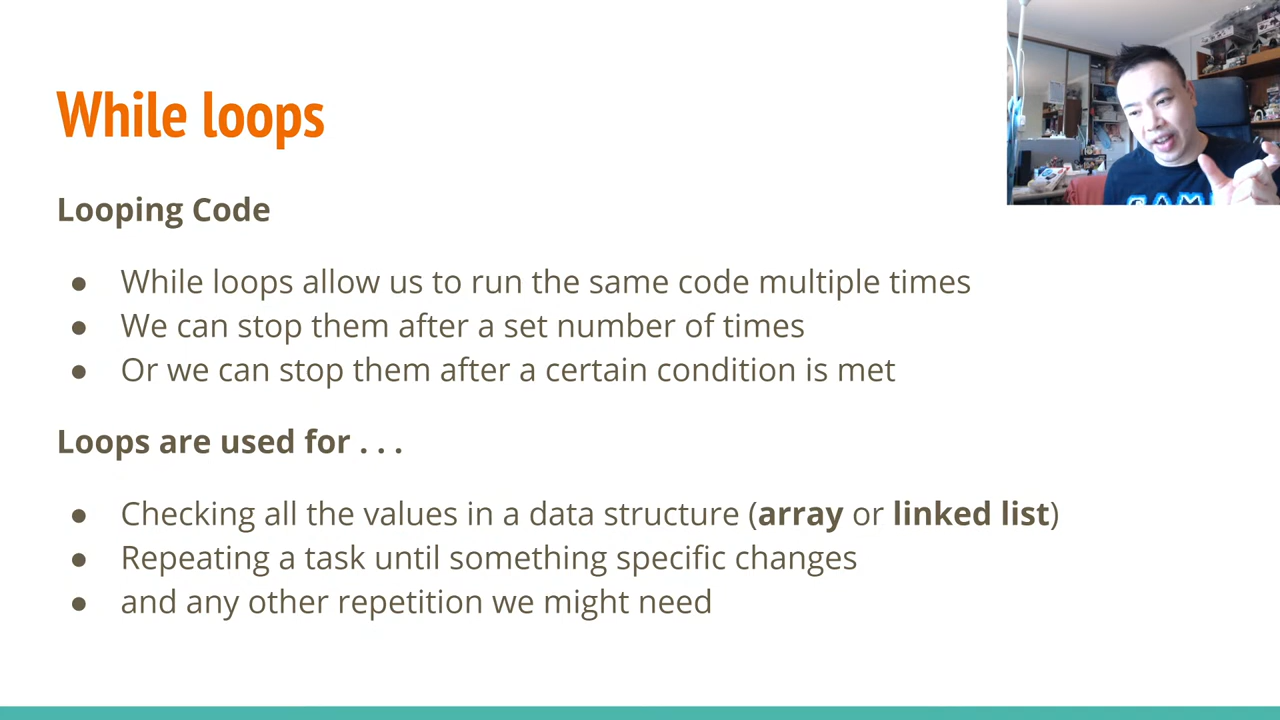 While loops
Looping Code
● While loops allow us to run the same code multiple times
● We can stop them after a set number of times
● Or we can stop them after a certain condition is met
Loops are used for . . .
● Checking all the values in a data structure (array or linked list)
● Repeating a task until something specific changes
● and any other repetition we might need